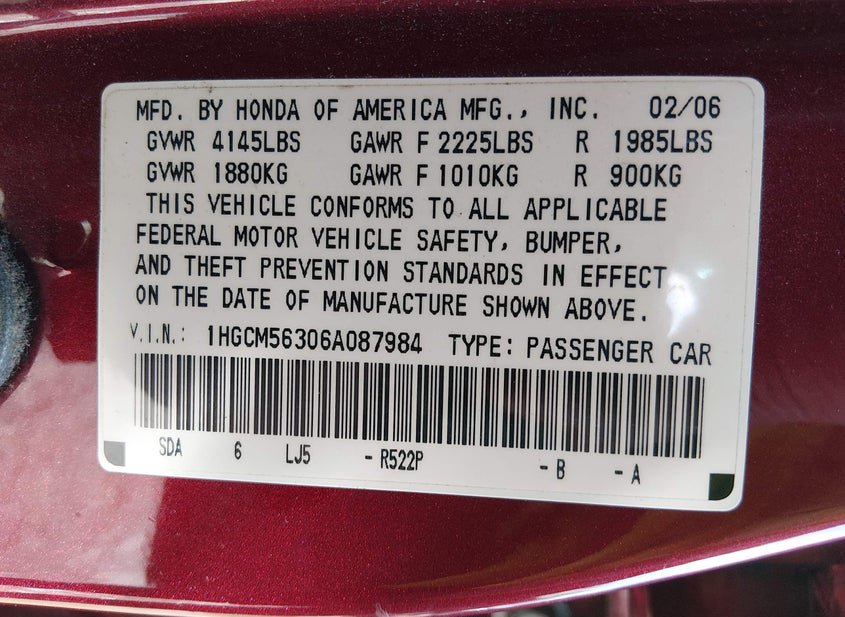 MFD. BY HONDA OF AMERICA MFG., INC. 02/06
GVWR 4145LBS GAWR F 2225LBS R 1985LBS
GVWR 1880KG GAWR F 1010KG R 900KG
THIS VEHICLE CONFORMS TO ALL APPLICABLE
FEDERAL MOTOR VEHICLE SAFETY, BUMPER,
AND THEFT PREVENTION STANDARDS IN EFFECT
ON THE DATE OF MANUFACTURE SHOWN ABOVE.
V.I.N.: 1HGCM56306A087984 TYPE: PASSENGER CAR
SDA 6 LJ5 - R522P - B - A